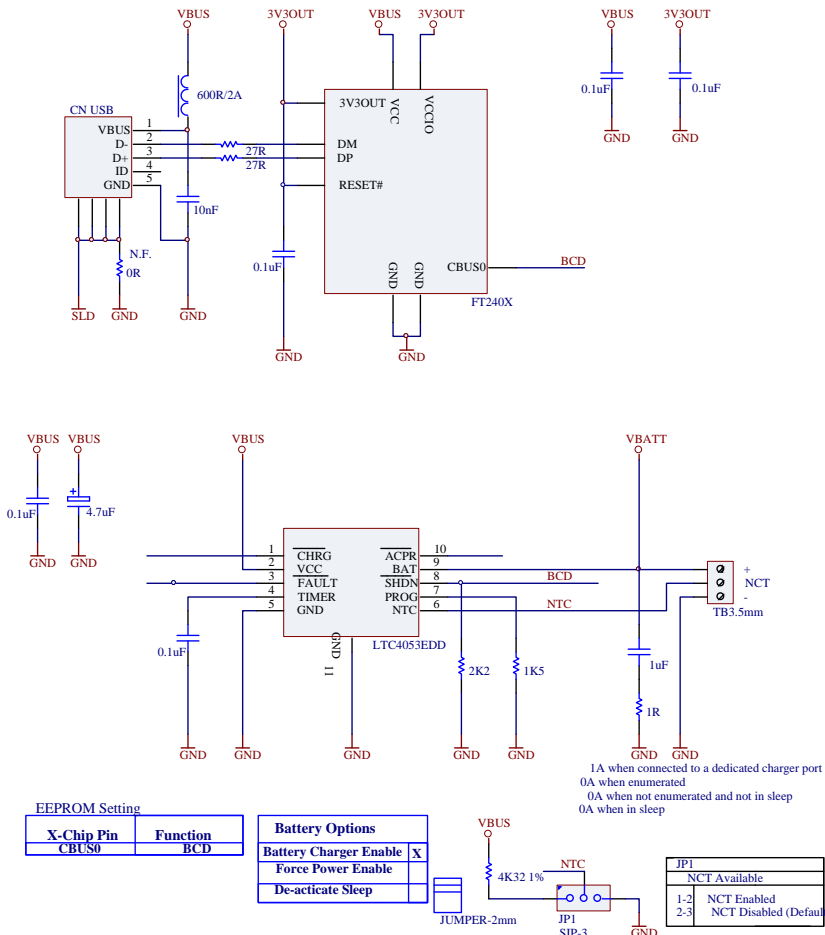 VBUS 3V3OUT VBUS 3V3OUT VBUS 3V3OUT
600R/2A
0.1uF 0.1uF
GND GND
CN USB
VBUS 1
D- 2
D+ 3
ID 4
GND 5
27R
27R
10nF
N.F.
0R
SLD GND GND
0.1uF
GND
3V3OUT
VCC
VCCIO
DM
DP
RESET#
CBUS0 BCD
GND
GND
FT240X
GND
VBUS VBUS VBUS VBATT
0.1uF
+
4.7uF
GND GND
1 CHRG
2 VCC
3 FAULT
4 TIMER
5 GND
GND 11
ACPR 10
BAT 9
SHDN 8 BCD
PROG 7
NTC 6 NTC
LTC4053EDD
+
NCT
-
TB3.5mm
0.1uF
2K2
1K5
1uF
1R
GND GND GND GND GND GND GND
1A when connected to a dedicated charger port
0A when enumerated
0A when not enumerated and not in sleep
0A when in sleep
EEPROM Setting
X-Chip Pin Function
CBUS0 BCD
Battery Options
Battery Charger Enable X
Force Power Enable
De-acticate Sleep
JUMPER-2mm
VBUS
4K32 1%
NTC
JP1
SIP-3
GND
JP1
NCT Available
1-2 NCT Enabled
2-3 NCT Disabled (Defaul